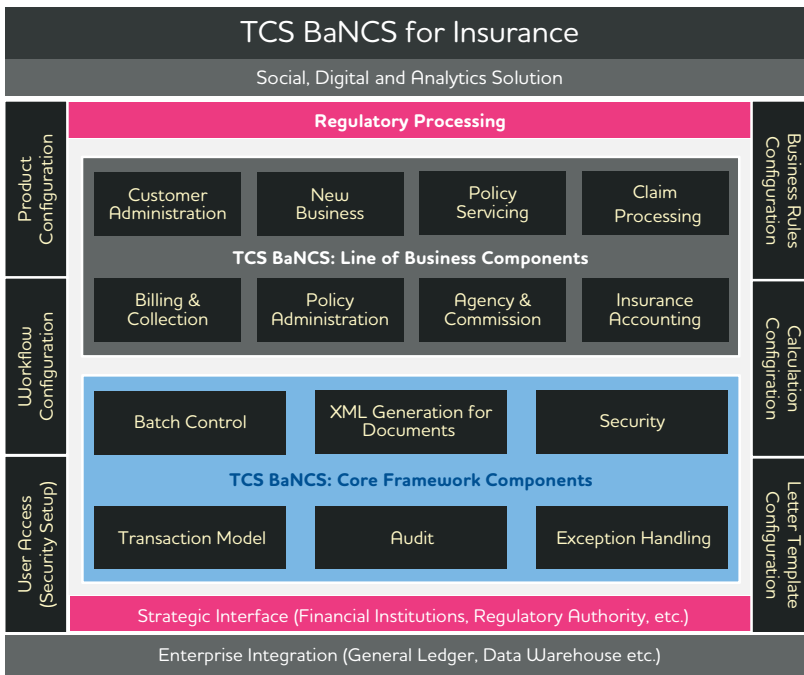 TCS BaNCS for Insurance
Social, Digital and Analytics Solution
Product
Configuration
Workflow
Configuration
User Access
(Security Setup)
Regulatory Processing
Customer
Administration
New
Business
Policy
Servicing
Claim
Processing
TCS BaNCS: Line of Business Components
Billing &
Collection
Policy
Administration
Agency &
Commission
Insurance
Accounting
Batch Control
XML Generation for
Documents
Security
TCS BaNCS: Core Framework Components
Transaction Model
Audit
Exception Handling
Strategic Interface (Financial Institutions, Regulatory Authority, etc.)
Business Rules
Configuration
Calculation
Configiration
Letter Template
Configuration
Enterprise Integration (General Ledger, Data Warehouse etc.)